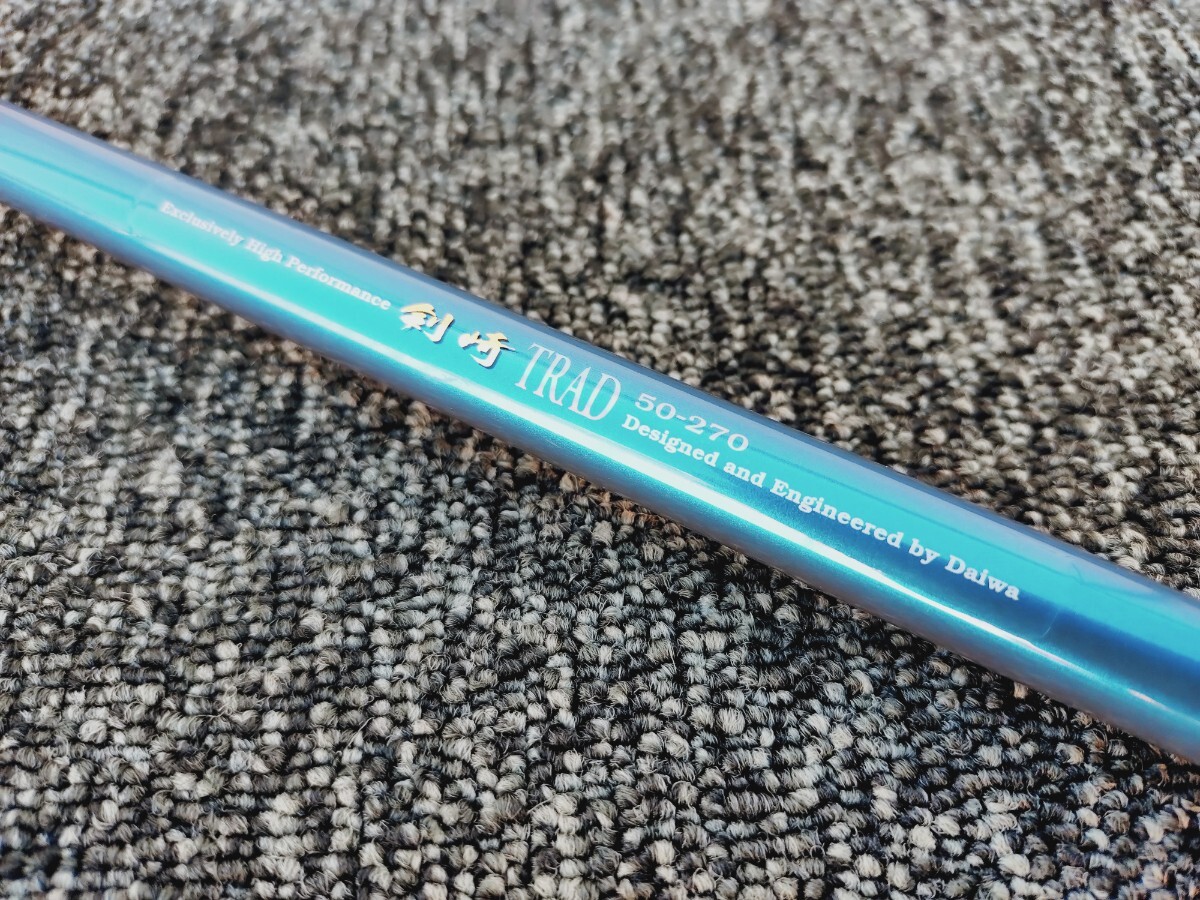 Exclusively High Performance
剣崎 TRAD 50-270
Designed and Engineered by Daiwa